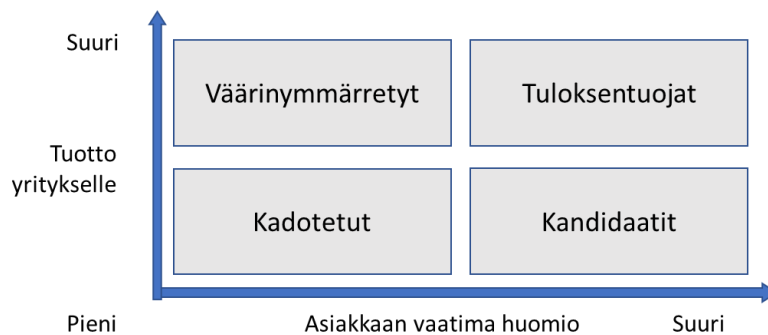 Suuri
Väärinymmärretyt
Tuloksentuojat
Tuotto
yritykselle
Kadotetut
Kandidaatit
Pieni
Asiakkaan vaatima huomio
Suuri